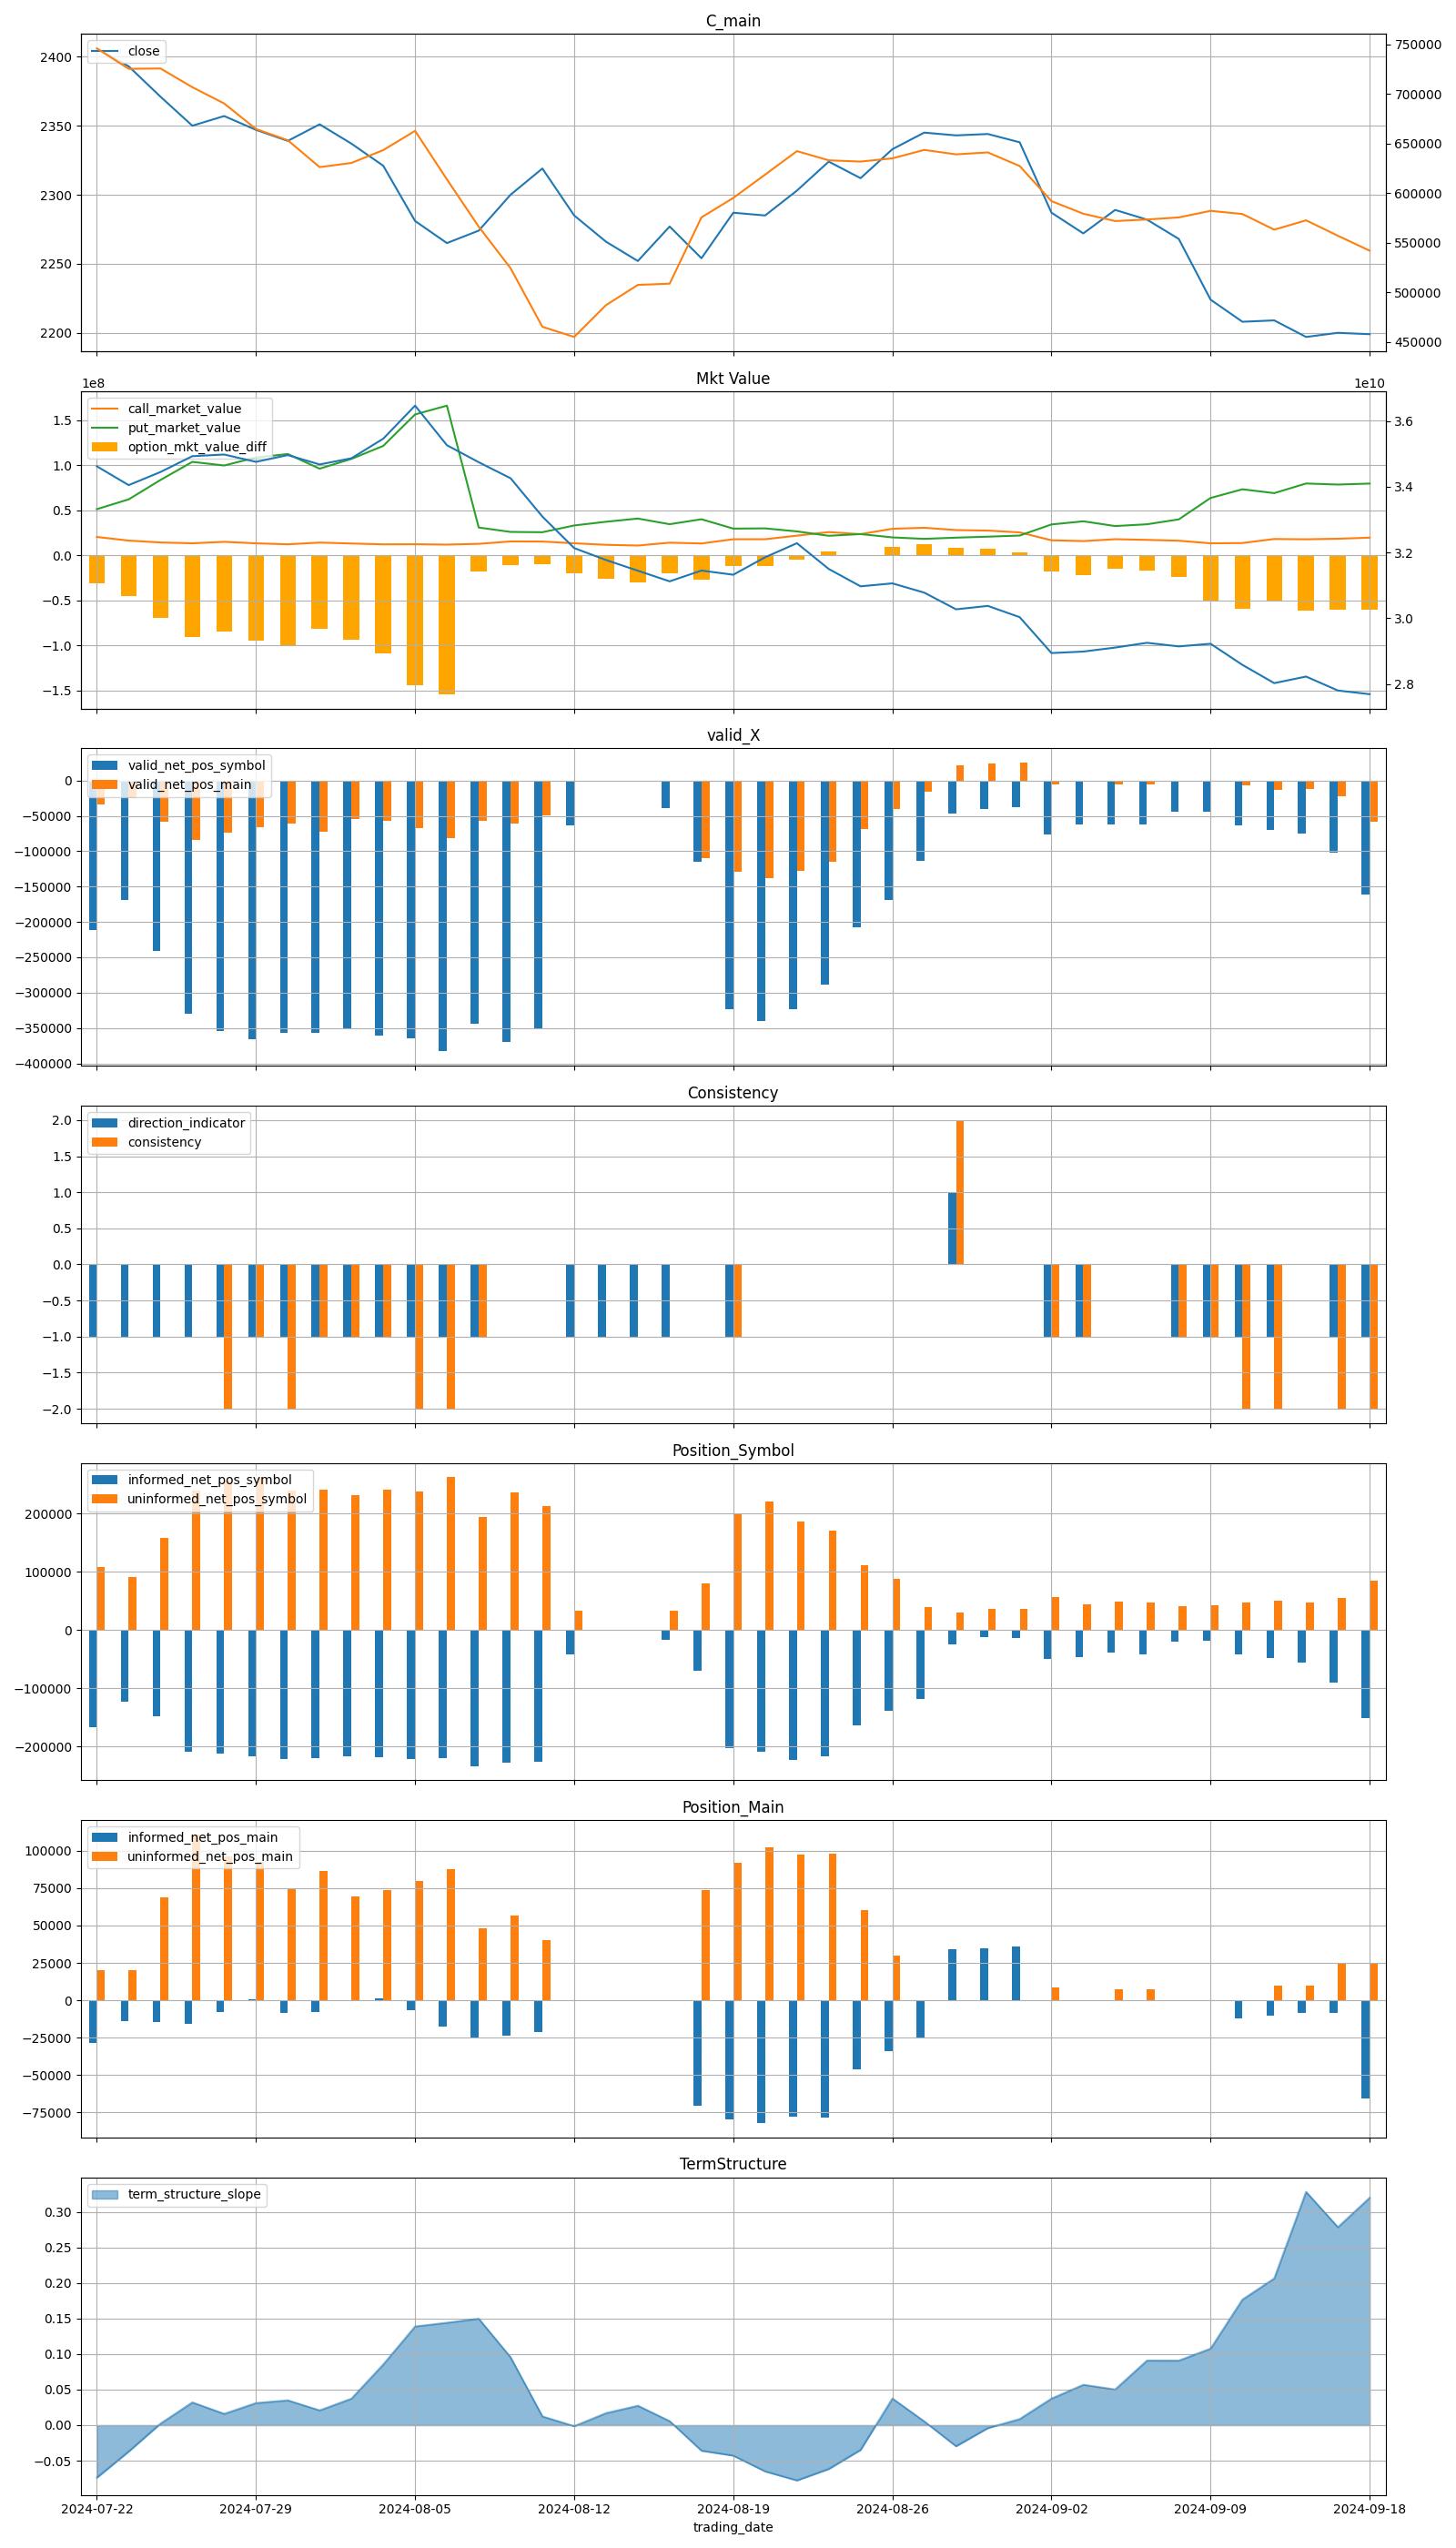 C_main
close
2400
2350
2300
2250
2200
750000
700000
650000
600000
550000
500000
450000
Mkt Value
1e8
1e10
call_market_value
put_market_value
option_mkt_value_diff
1.5
1.0
0.5
0.0
−0.5
−1.0
−1.5
3.6
3.4
3.2
3.0
2.8
valid_X
valid_net_pos_symbol
valid_net_pos_main
0
−50000
−100000
−150000
−200000
−250000
−300000
−350000
−400000
Consistency
direction_indicator
consistency
2.0
1.5
1.0
0.5
0.0
−0.5
−1.0
−1.5
−2.0
Position_Symbol
informed_net_pos_symbol
uninformed_net_pos_symbol
200000
100000
0
−100000
−200000
Position_Main
informed_net_pos_main
uninformed_net_pos_main
100000
75000
50000
25000
0
−25000
−50000
−75000
TermStructure
term_structure_slope
0.30
0.25
0.20
0.15
0.10
0.05
0.00
−0.05
2024-07-22 2024-07-29 2024-08-05 2024-08-12 2024-08-19 2024-08-26 2024-09-02 2024-09-09 2024-09-18
trading_date